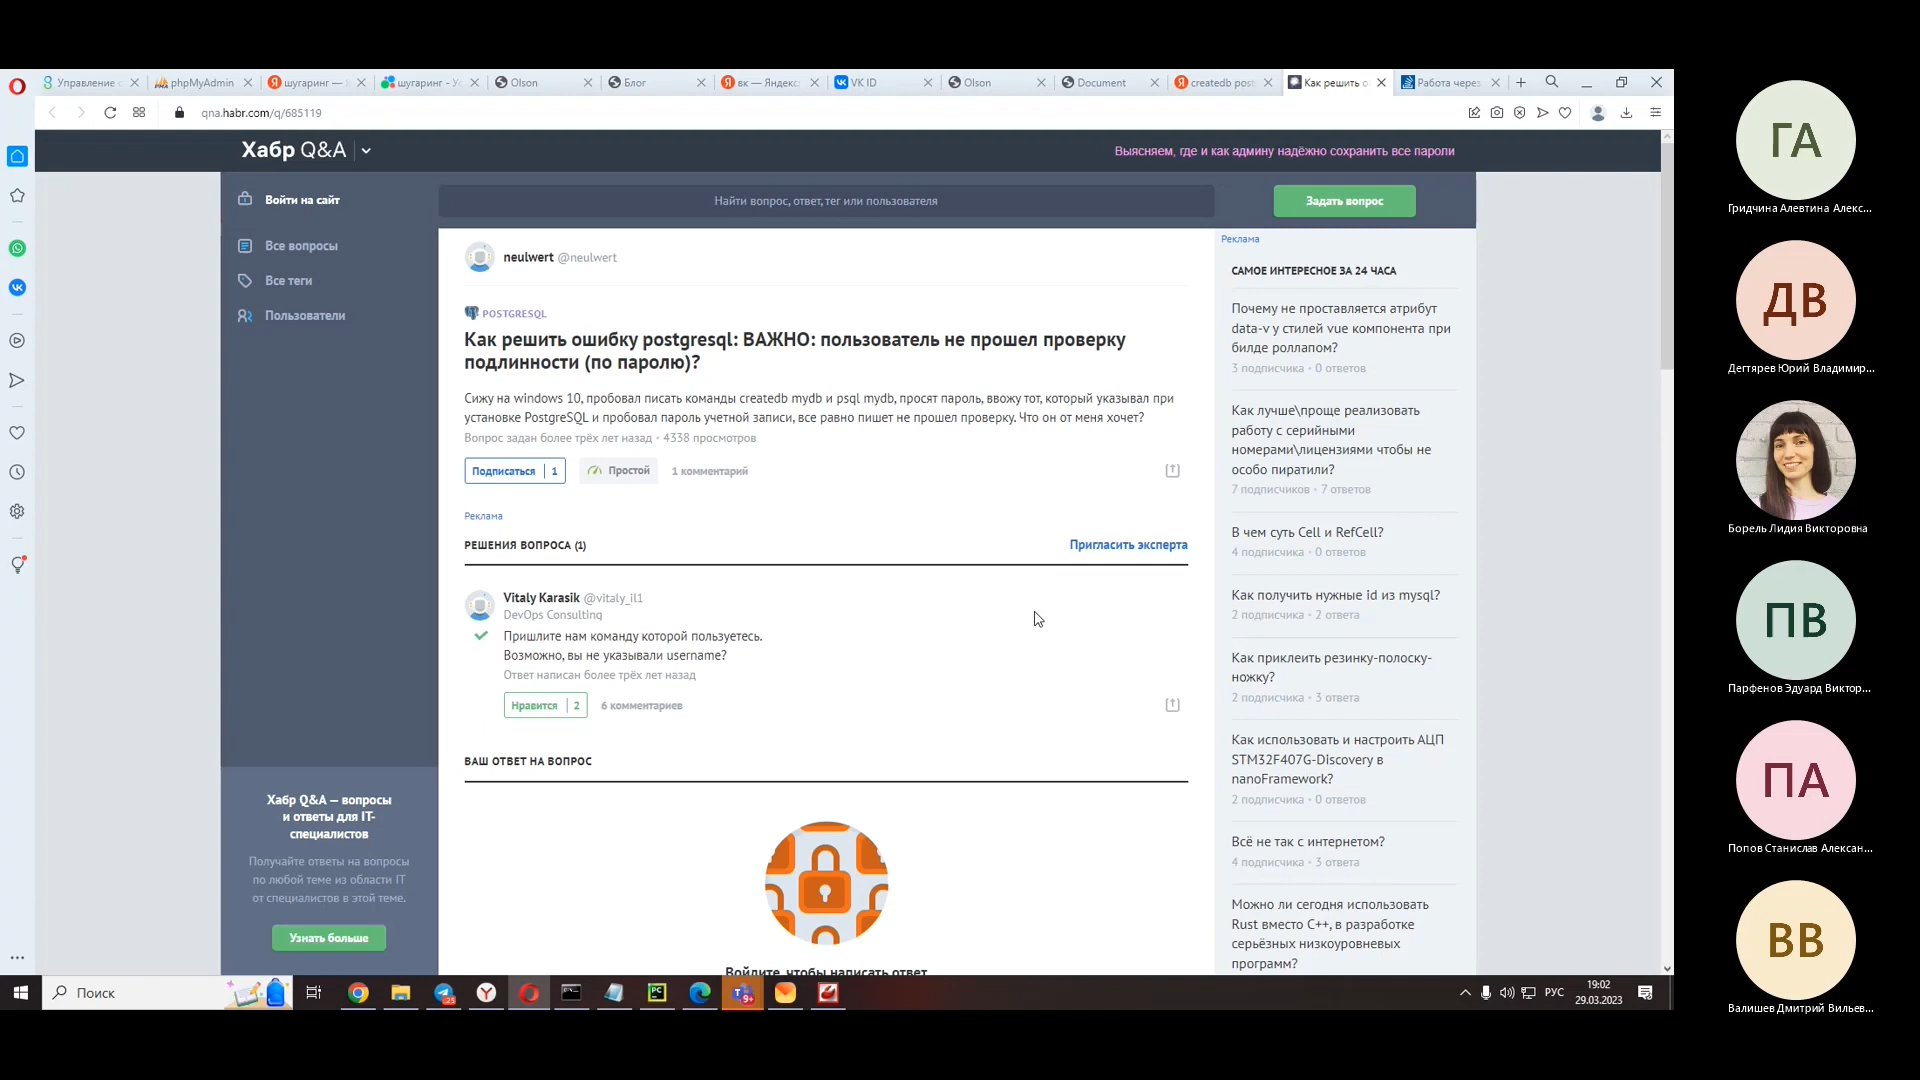 Управление с
phpMyAdmin
шугаринг —
шугаринг - Ус
Olson
Блог
вк — Яндекс
VK ID
Olson
Document
createdb post
Как решить о
Работа через
qna.habr.com/q/685119
Хабр Q&A
Выясняем, где и как админу надёжно сохранить все пароли
Войти на сайт
Найти вопрос, ответ, тег или пользователя
Задать вопрос
Все вопросы
Все теги
Пользователи
neulwert @neulwert
POSTGRESQL
Как решить ошибку postgresql: ВАЖНО: пользователь не прошел проверку
подлинности (по паролю)?
Сижу на windows 10, пробовал писать команды createdb mydb и psql mydb, просят пароль, ввожу тот, который указывал при
установке PostgreSQL и пробовал пароль учетной записи, все равно пишет не прошел проверку. Что он от меня хочет?
Вопрос задан более трёх лет назад • 4338 просмотров
Подписаться 1
Простой
1 комментарий
Реклама
РЕШЕНИЯ ВОПРОСА (1)
Пригласить эксперта
Vitaly Karasik @vitaly_il1
DevOps Consulting
Пришлите нам команду которой пользуетесь.
Возможно, вы не указывали username?
Ответ написан более трёх лет назад
Нравится 2
6 комментариев
ВАШ ОТВЕТ НА ВОПРОС
Войдите, чтобы написать ответ
Реклама
САМОЕ ИНТЕРЕСНОЕ ЗА 24 ЧАСА
Почему не проставляется атрибут
data-v у стилей vue компонента при
билде роллапом?
3 подписчика • 0 ответов
Как лучше\проще реализовать
работу с серийными
номерами\лицензиями чтобы не
особо пиратили?
7 подписчиков • 7 ответов
В чем суть Cell и RefCell?
4 подписчика • 0 ответов
Как получить нужные id из mysql?
2 подписчика • 2 ответа
Как приклеить резинку-полоску-
ножку?
2 подписчика • 3 ответа
Как использовать и настроить АЦП
STM32F407G-Discovery в
nanoFramework?
2 подписчика • 0 ответов
Всё не так с интернетом?
4 подписчика • 3 ответа
Можно ли сегодня использовать
Rust вместо C++, в разработке
серьёзных низкоуровневых
программ?
Хабр Q&A — вопросы
и ответы для IT-
специалистов
Получайте ответы на вопросы
по любой теме из области IT
от специалистов в этой теме.
Узнать больше
Поиск
25
9+
РУС
19:02
29.03.2023
ГА
Гридчина Алевтина Алекс...
ДВ
Дегтярев Юрий Владимир...
Борель Лидия Викторовна
ПВ
Парфенов Эдуард Виктор...
ПА
Попов Станислав Алексан...
ВВ
Валишев Дмитрий Вильев...